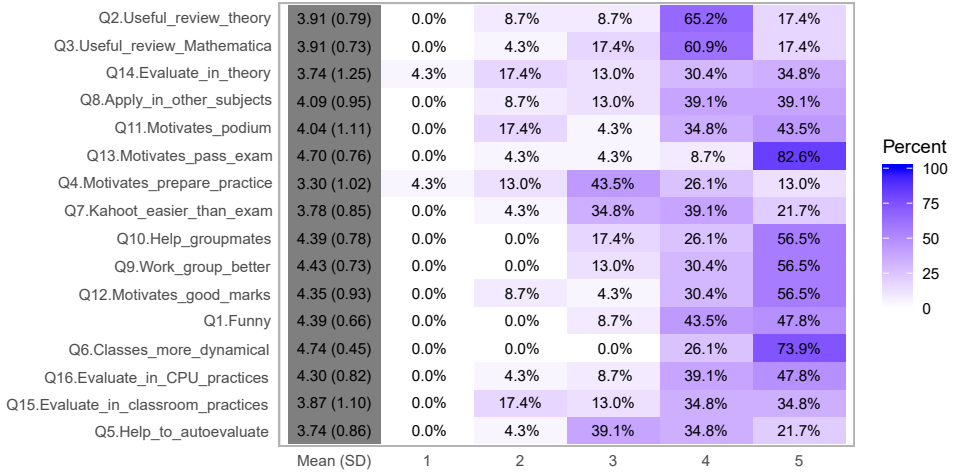 Q2.Useful_review_theory 3.91 (0.79) 0.0% 8.7% 8.7% 65.2% 17.4%
Q3.Useful_review_Mathematica 3.91 (0.73) 0.0% 4.3% 17.4% 60.9% 17.4%
Q14.Evaluate_in_theory 3.74 (1.25) 4.3% 17.4% 13.0% 30.4% 34.8%
Q8.Apply_in_other_subjects 4.09 (0.95) 0.0% 8.7% 13.0% 39.1% 39.1%
Q11.Motivates_podium 4.04 (1.11) 0.0% 17.4% 4.3% 34.8% 43.5%
Q13.Motivates_pass_exam 4.70 (0.76) 0.0% 4.3% 4.3% 8.7% 82.6%
Q4.Motivates_prepare_practice 3.30 (1.02) 4.3% 13.0% 43.5% 26.1% 13.0%
Q7.Kahoot_easier_than_exam 3.78 (0.85) 0.0% 4.3% 34.8% 39.1% 21.7%
Q10.Help_groupmates 4.39 (0.78) 0.0% 0.0% 17.4% 26.1% 56.5%
Q9.Work_group_better 4.43 (0.73) 0.0% 0.0% 13.0% 30.4% 56.5%
Q12.Motivates_good_marks 4.35 (0.93) 0.0% 8.7% 4.3% 30.4% 56.5%
Q1.Funny 4.39 (0.66) 0.0% 0.0% 8.7% 43.5% 47.8%
Q6.Classes_more_dynamical 4.74 (0.45) 0.0% 0.0% 0.0% 26.1% 73.9%
Q16.Evaluate_in_CPU_practices 4.30 (0.82) 0.0% 4.3% 8.7% 39.1% 47.8%
Q15.Evaluate_in_classroom_practices 3.87 (1.10) 0.0% 17.4% 13.0% 34.8% 34.8%
Q5.Help_to_autoevaluate 3.74 (0.86) 0.0% 4.3% 39.1% 34.8% 21.7%
Mean (SD) 1 2 3 4 5
Percent
100
75
50
25
0